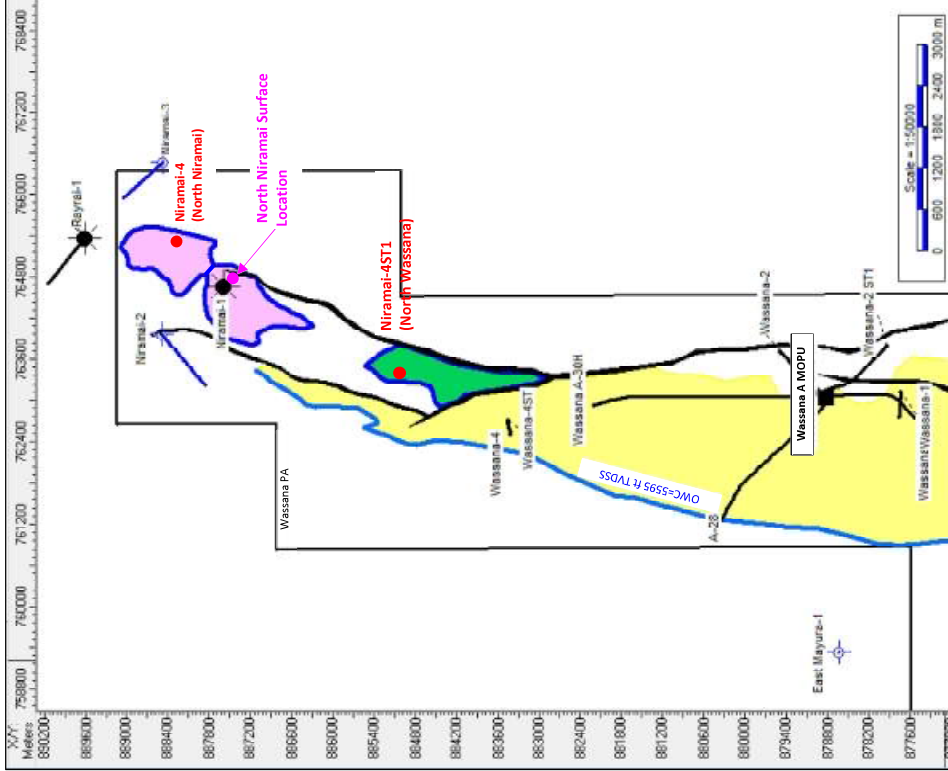 X/Y:
Meters
758800
760000
761200
762400
763600
764800
766000
767200
768400
890200
889600
889000
888400
887800
887200
886600
886000
885400
884800
884200
883600
883000
882400
881800
881200
880600
880000
879400
878800
878200
877600
Rayrai-1
Niramai-3
Niramai-4
(North Niramai)
North Niramai Surface
Location
Niramai-2
Niramai-1
Niramai-4ST1
(North Wassana)
Wassana PA
Wassana-4
Wassana-4ST
Wassana A-30H
OWC=5595 ft TVDSS
A-28
Wassana-2
Wassana A MOPU
Wassana-2 ST1
Wassana-1
East Mayura-1
Scale = 1:50000
0 600 1200 1800 2400 3000 m